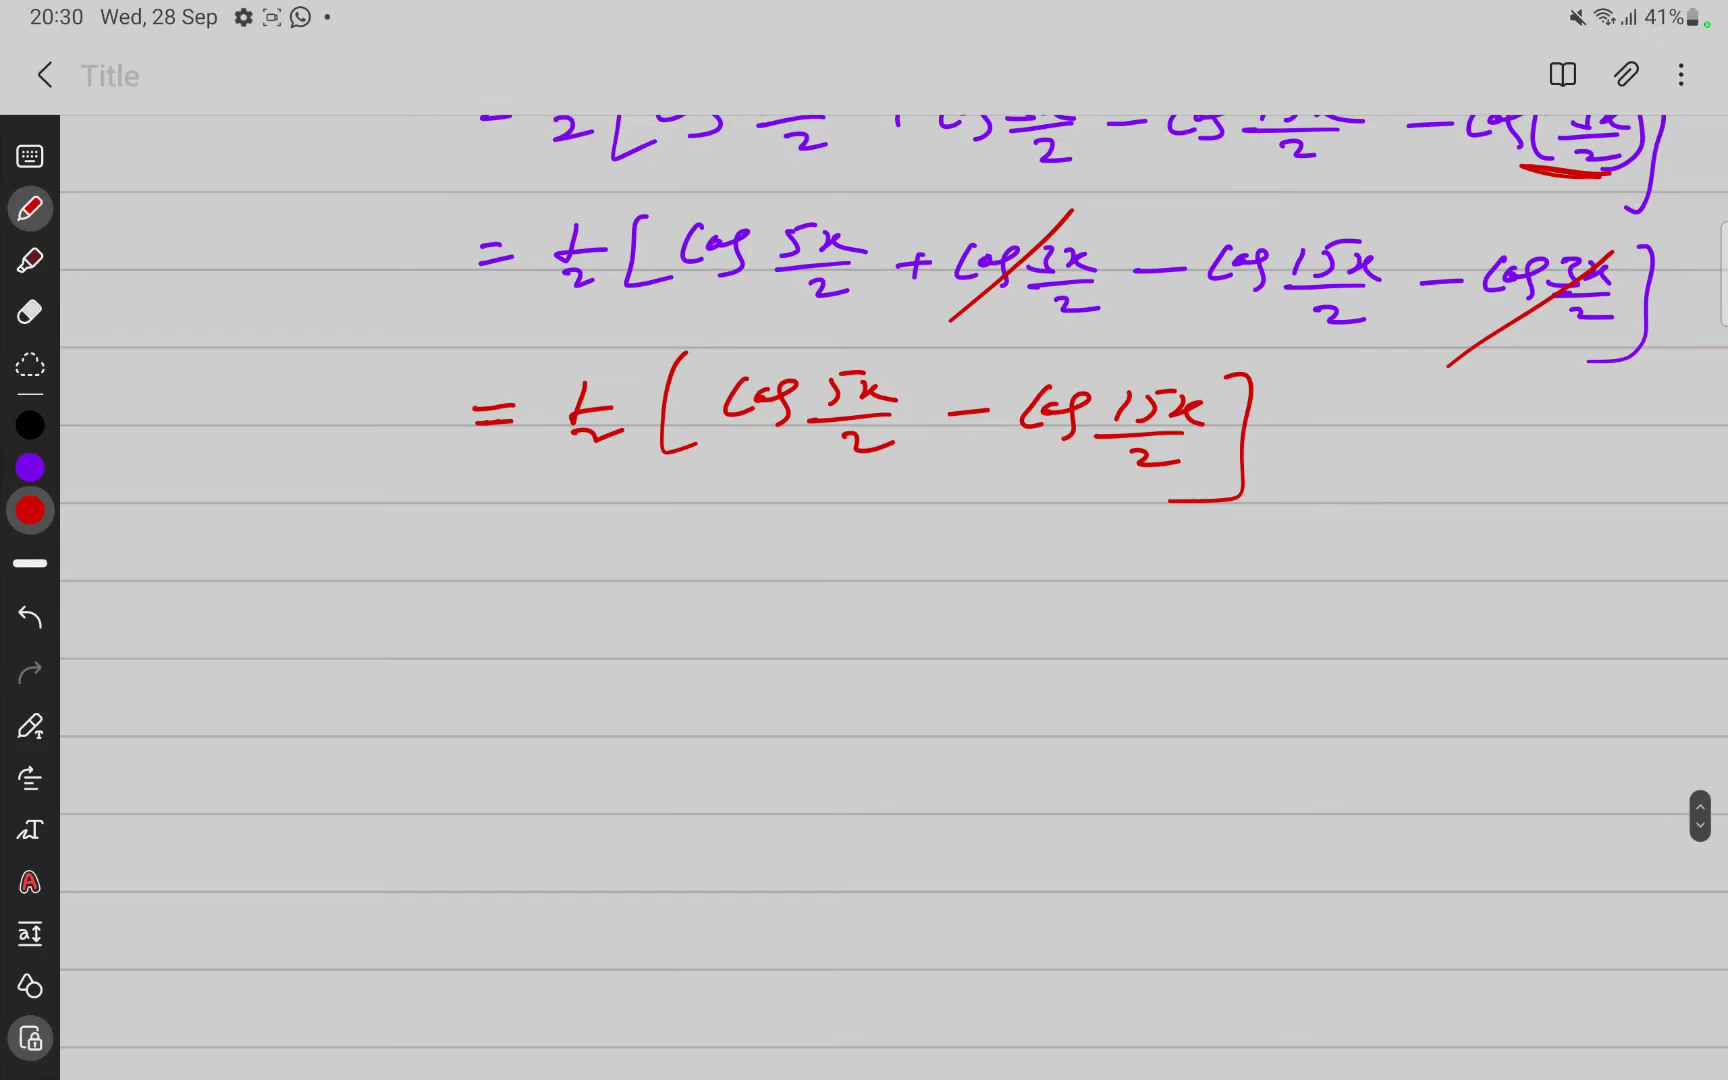 20:30 Wed, 28 Sep 41%
Title
= 1/2 [cos 5x/2 + cos 3x/2 − cos 15x/2 − cos 3x/2]
= 1/2 [cos 5x/2 − cos 15x/2]